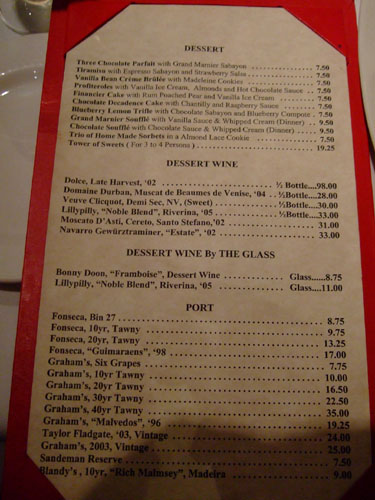 DESSERT
Three Chocolate Parfait with Grand Marnier Sabayon .................. 7.50
Tiramisu with Espresso Sabayon and Strawberry Salsa .................. 7.50
Vanilla Bean Crème Brûlée with Madeleine Cookies .................. 7.50
Profiteroles with Vanilla Ice Cream, Almonds and Hot Chocolate Sauce .. 7.50
Financier Cake with Rum Poached Pear and Vanilla Ice Cream ........ 7.50
Chocolate Decadence Cake with Chantilly and Raspberry Sauce ........ 7.50
Blueberry Lemon Trifle with Chocolate Sabayon and Blueberry Compote . 7.50
Grand Marnier Soufflé with Vanilla Sauce & Whipped Cream (Dinner) .. 9.50
Chocolate Soufflé with Chocolate Sauce & Whipped Cream (Dinner) .. 9.50
Trio of Home Made Sorbets in a Almond Lace Cookie .................. 7.50
Tower of Sweets ( For 3 to 4 Persons ) .................. 19.25
DESSERT WINE
Dolce, Late Harvest, ‘02 .................. ½ Bottle....98.00
Domaine Durban, Muscat de Beaumes de Venise, ‘04 ..½Bottle...28.00
Veuve Clicquot, Demi Sec, NV, (Sweet) .................. ½Bottle....30.00
Lillypilly, “Noble Blend”, Riverina, ‘05 .................. ½Bottle....33.00
Moscato D’Asti, Cereto, Santo Stefano,’02 .................. 31.00
Navarro Gewürztraminer, “Estate”, ‘02 .................. 33.00
DESSERT WINE By THE GLASS
Bonny Doon, “Framboise”, Dessert Wine .................. Glass.....8.75
Lillypilly, “Noble Blend”, Riverina, ‘05 .................. Glass....11.00
PORT
Fonseca, Bin 27 .................. 8.75
Fonseca, 10yr, Tawny .................. 9.75
Fonseca, 20yr, Tawny .................. 13.25
Fonseca, “Guimaraens”, ‘98 .................. 17.00
Graham’s, Six Grapes .................. 7.75
Graham’s, 10yr Tawny .................. 10.00
Graham’s, 20yr Tawny .................. 16.50
Graham’s, 30yr Tawny .................. 22.50
Graham’s, 40yr Tawny .................. 35.00
Graham’s, “Malvedos”, ‘96 .................. 19.25
Taylor Fladgate, ‘03, Vintage .................. 24.00
Graham’s, 2003, Vintage .................. 25.00
Sandeman Reserve .................. 7.50
Blandy’s , 10yr, “Rich Malmsey”, Madeira .................. 9.00